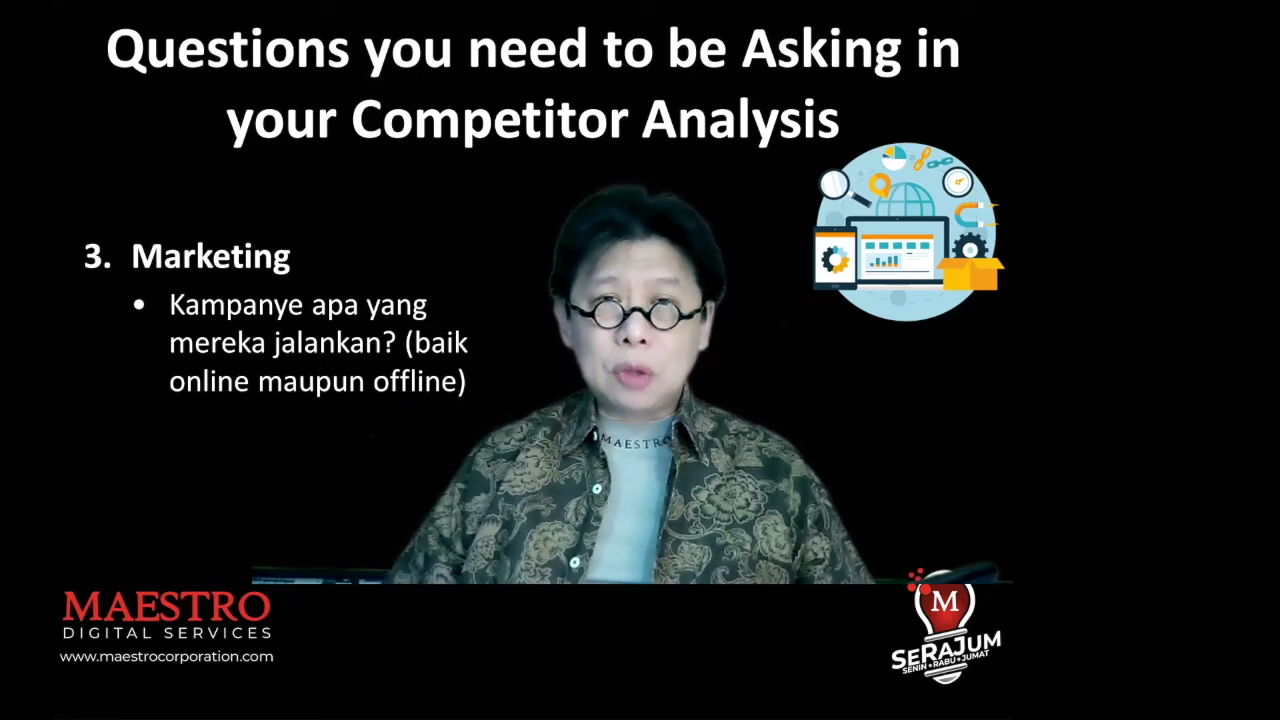 Questions you need to be Asking in
your Competitor Analysis
3. Marketing
• Kampanye apa yang
mereka jalankan? (baik
online maupun offline)
MAESTRO
MAESTRO
DIGITAL SERVICES
www.maestrocorporation.com
M
SERAJUM
SENIN • RABU • JUMAT